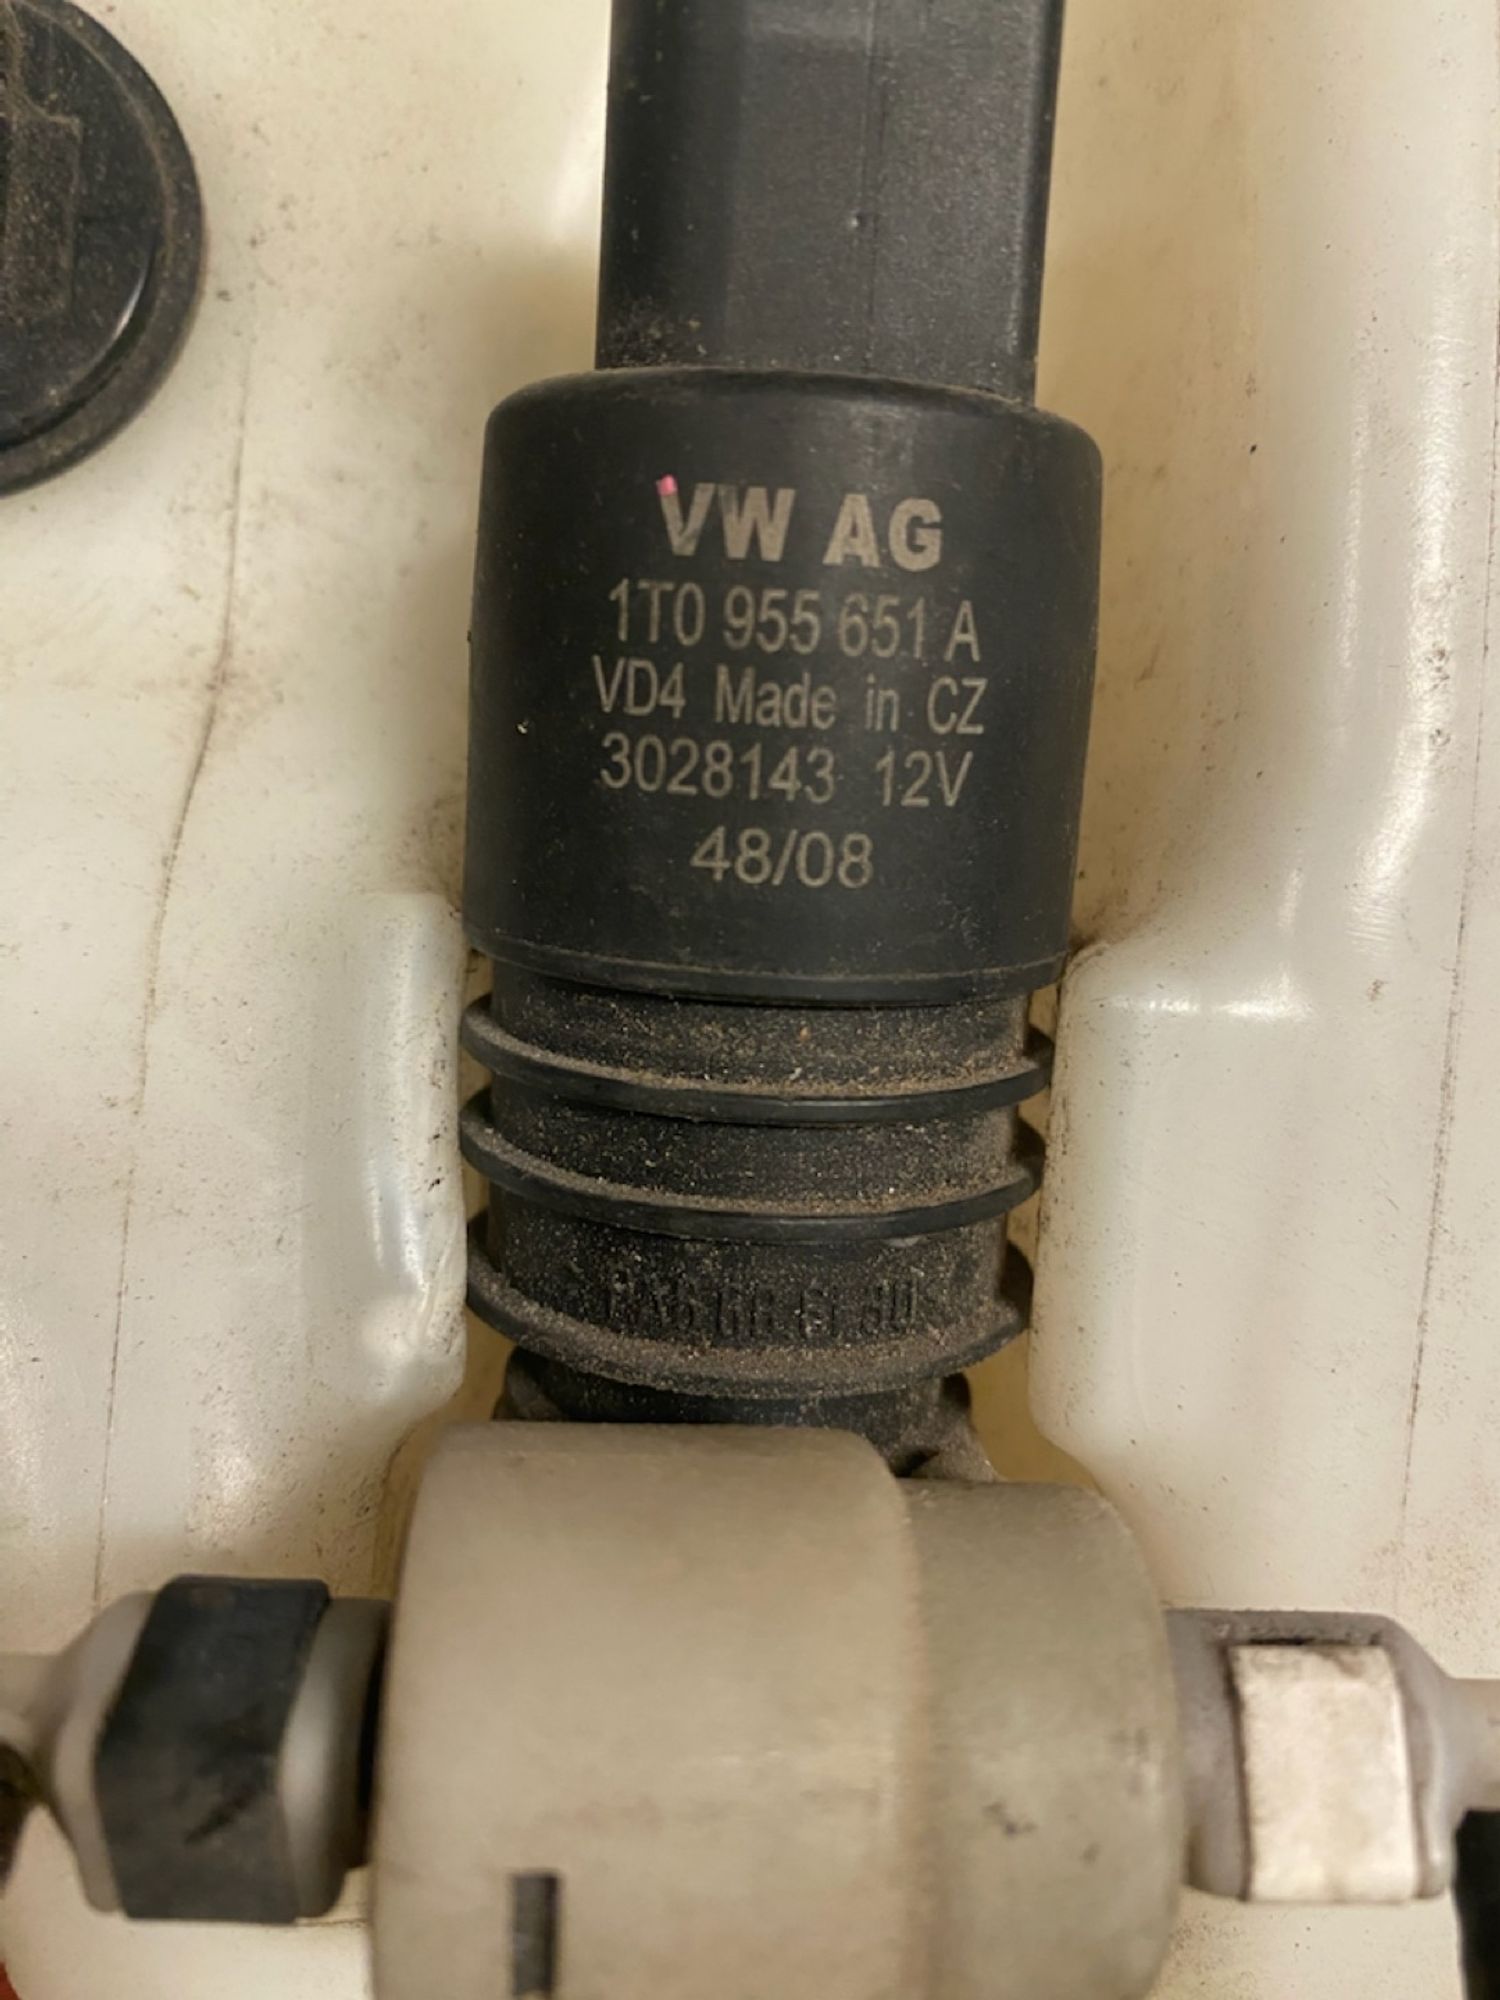 VW AG
1T0 955 651 A
VD4 Made in CZ
3028143 12V
48/08